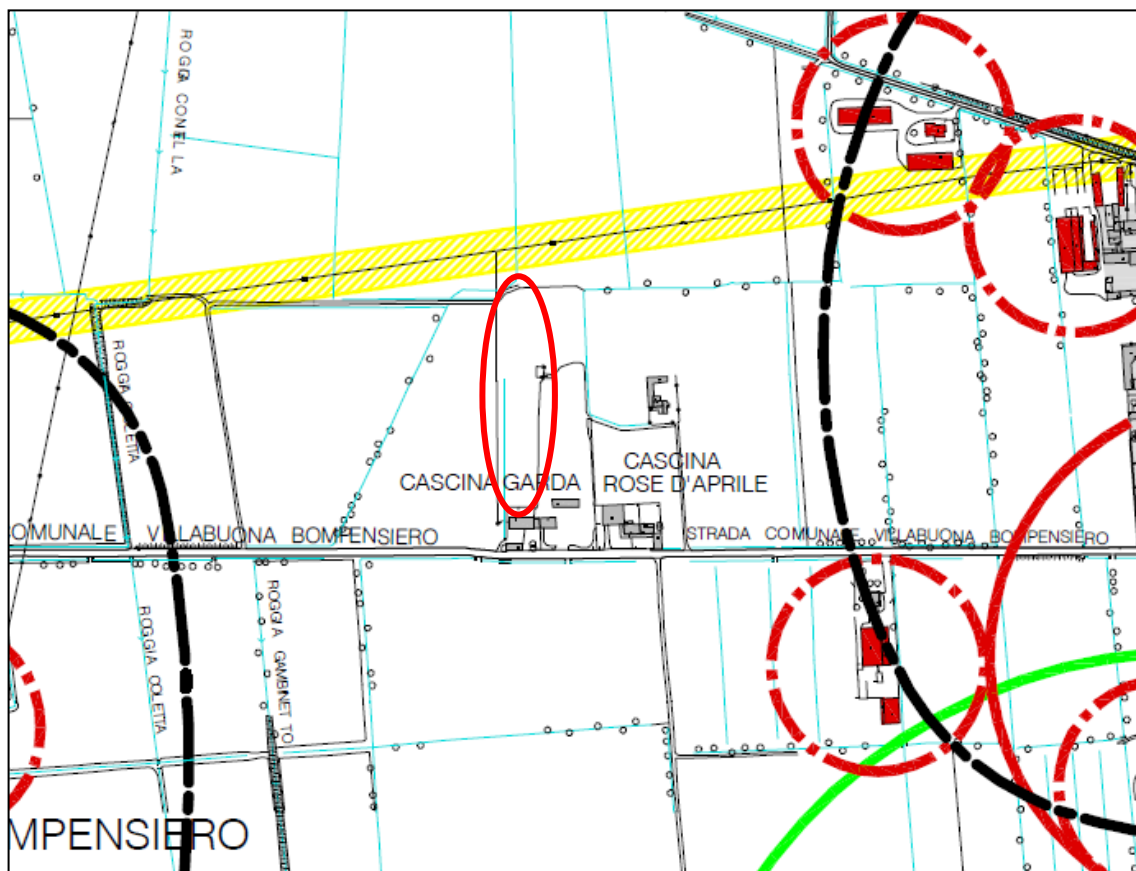 ROGGIA CONELLA
ROGGIA COLETTA
CASCINA GARDA
CASCINA
ROSE D'APRILE
COMUNALE VILLABUONA BOMPENSIERO
STRADA COMUNALE VILLABUONA BOMPENSIERO
ROGGIA COLETTA
ROGGIA GAMBINETTO
MPENSIERO